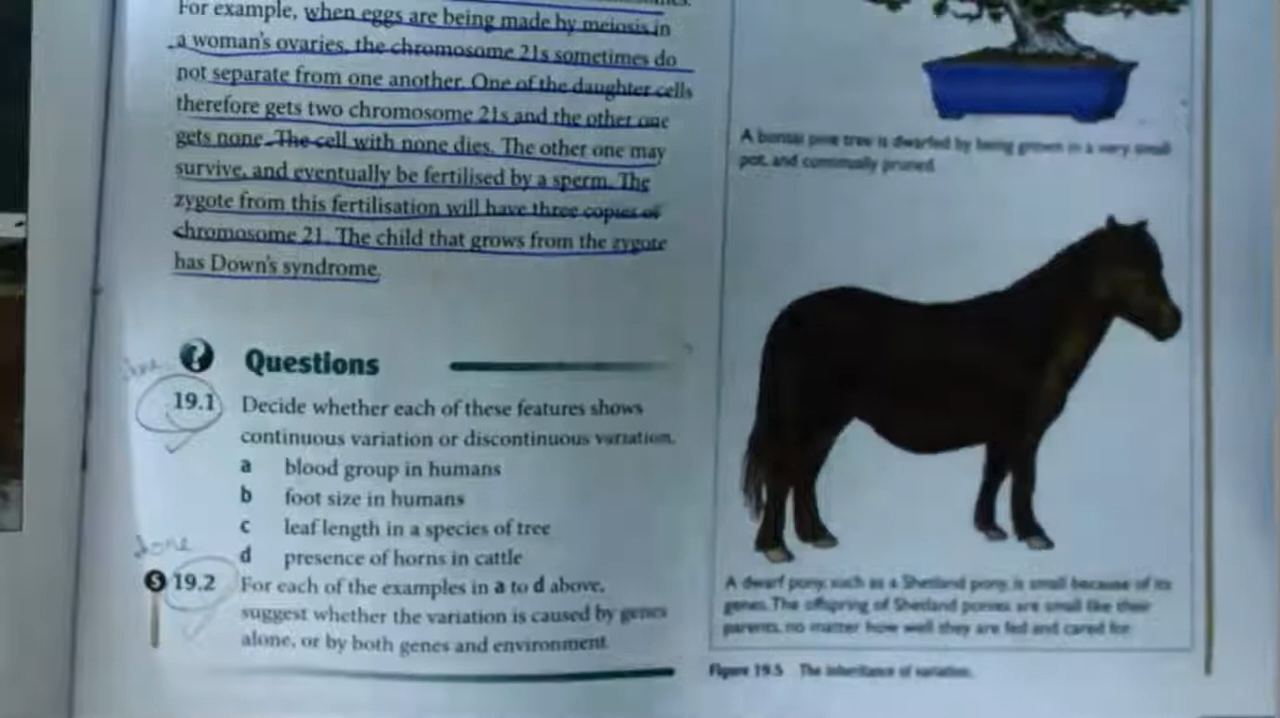 For example, when eggs are being made by meiosis in
a woman's ovaries, the chromosome 21s sometimes do
not separate from one another. One of the daughter cells
therefore gets two chromosome 21s and the other one
gets none. The cell with none dies. The other one may
survive, and eventually be fertilised by a sperm. The
zygote from this fertilisation will have three copies of
chromosome 21. The child that grows from the zygote
has Down's syndrome.
done
? Questions
19.1 Decide whether each of these features shows
continuous variation or discontinuous variation.
a blood group in humans
b foot size in humans
c leaf length in a species of tree
d presence of horns in cattle
done
S 19.2 For each of the examples in a to d above,
suggest whether the variation is caused by genes
alone, or by both genes and environment.
A bonsai pine tree is dwarfed by being grown in a very small
pot, and continually pruned.
A dwarf pony, such as a Shetland pony, is small because of its
genes. The offspring of Shetland ponies are small like their
parents, no matter how well they are fed and cared for.
Figure 19.5 The inheritance of variation.